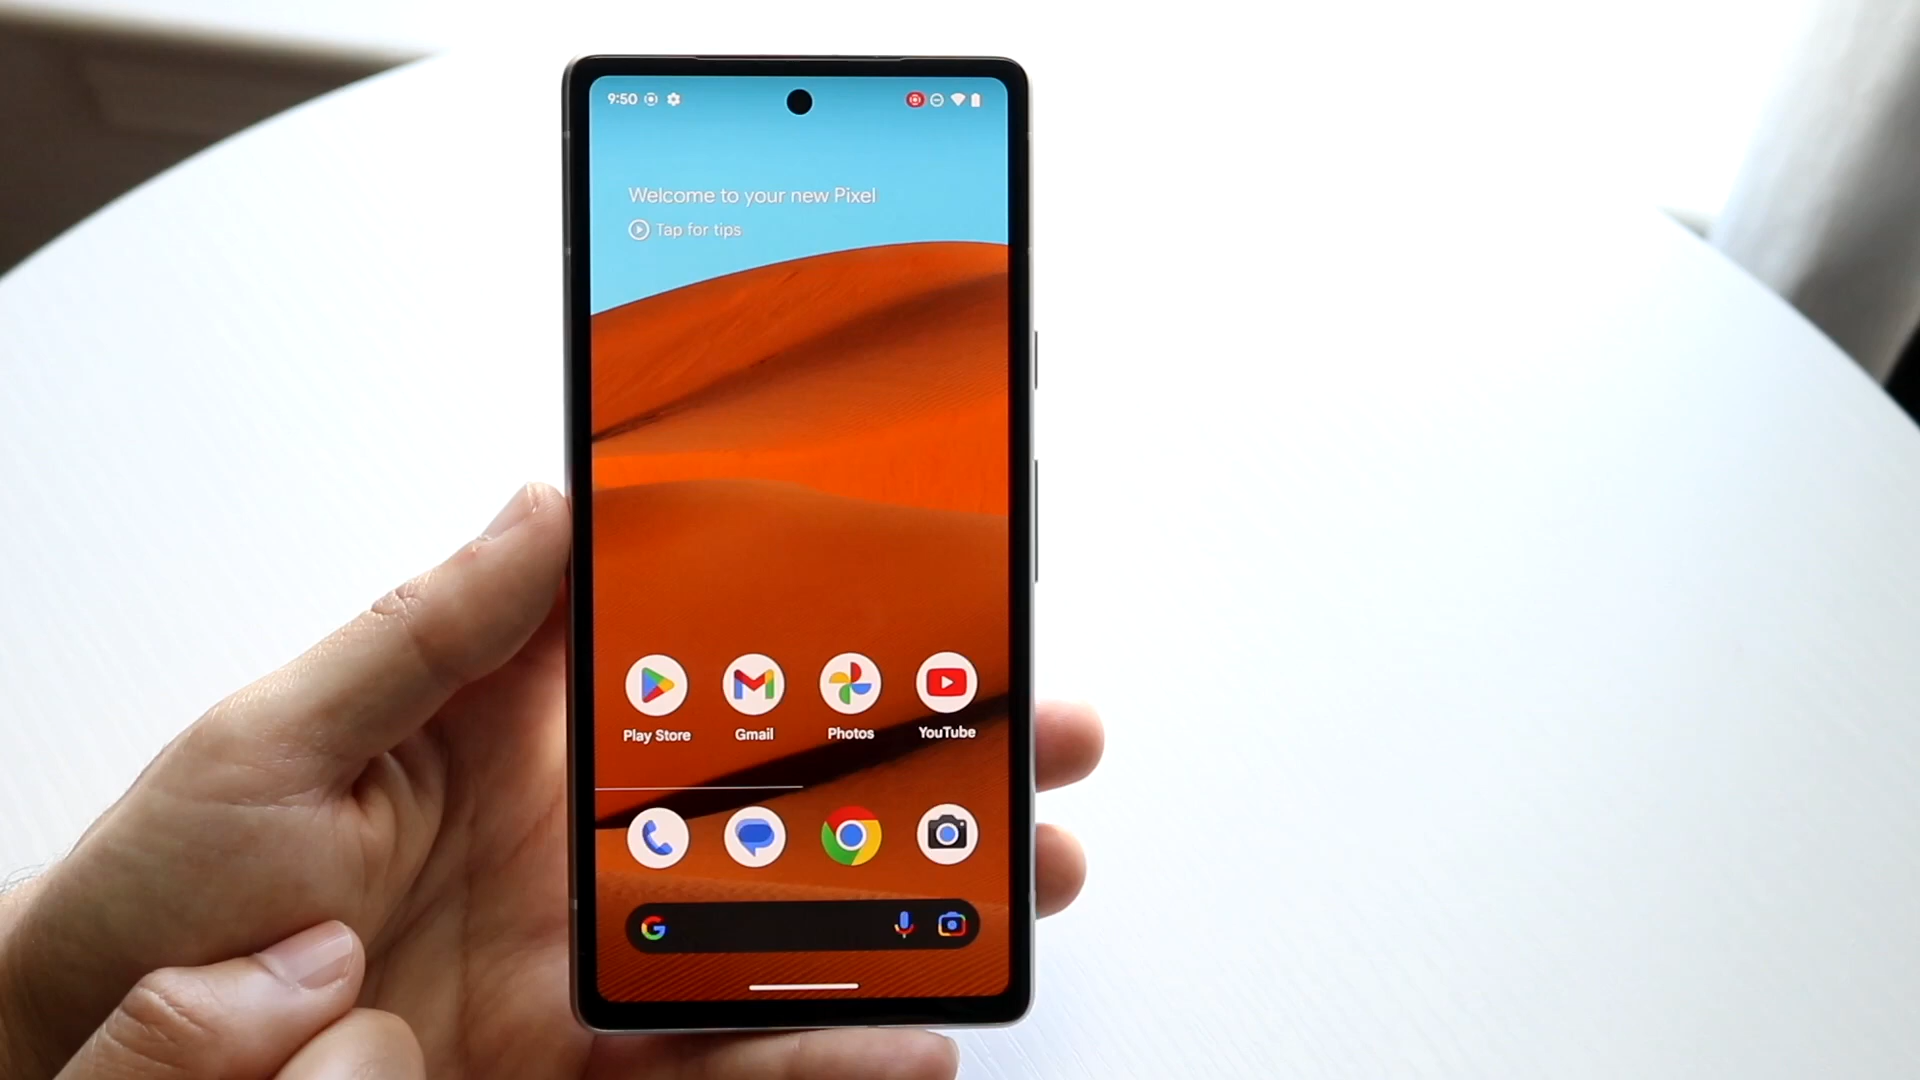 9:50
Welcome to your new Pixel
Tap for tips
Play Store
Gmail
Photos
YouTube